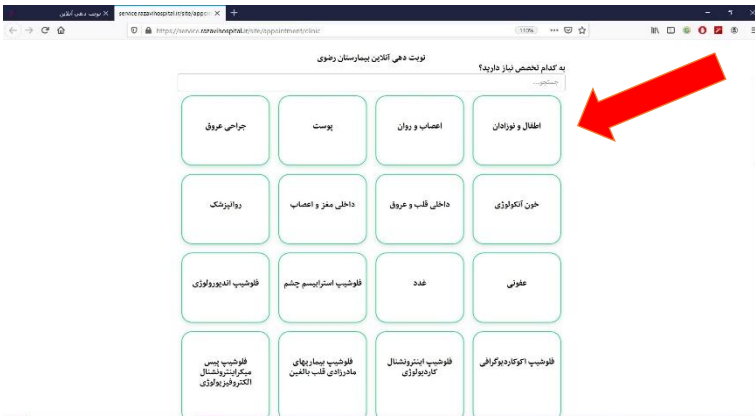 نوبت دهی آنلاین
service.razavihospital.ir/site/appoi
https://service.razavihospital.ir/site/appointment/clinic
110%
نوبت دهی آنلاین بیمارستان رضوی
به کدام تخصص نیاز دارید؟
جستجو...
اطفال و نوزادان
اعصاب و روان
پوست
جراحی عروق
خون آنکولوژی
داخلی قلب و عروق
داخلی مغز و اعصاب
روانپزشک
عفونی
غدد
فلوشیپ استرابیسم چشم
فلوشیپ اندیورولوژی
فلوشیپ اکوکاردیوگرافی
فلوشیپ اینترونشنال
کاردیولوژی
فلوشیپ بیماریهای
مادرزادی قلب بالغین
فلوشیپ پیس
میکراینترونشنال
الکتروفیزیولوژی